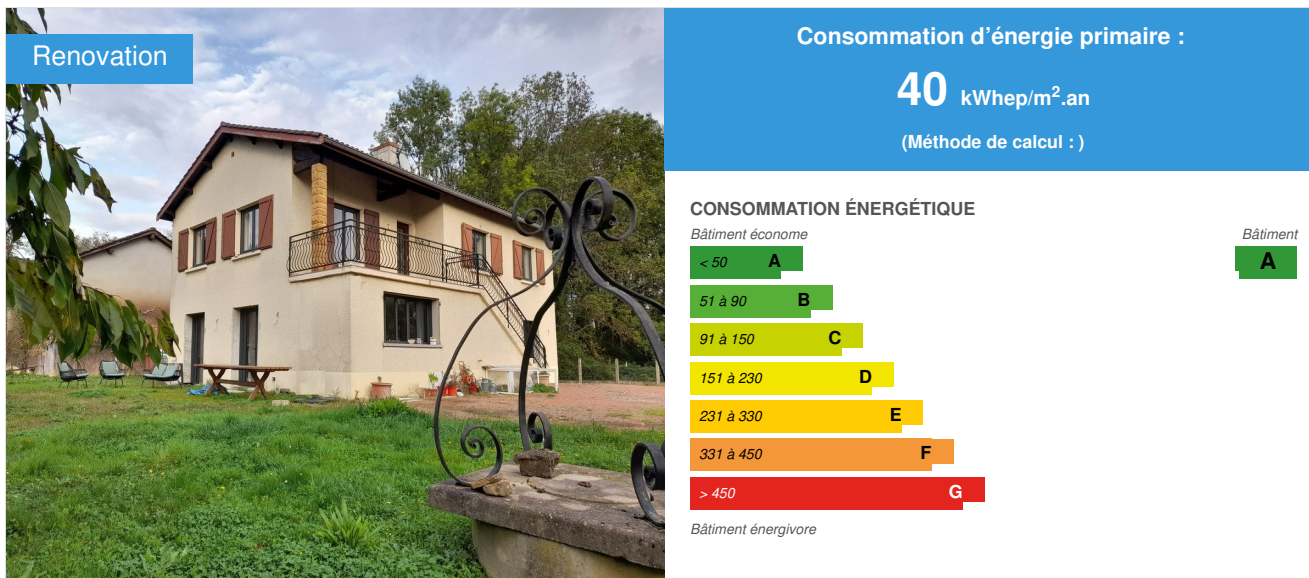 Renovation
Consommation d'énergie primaire :
40 kWhep/m².an
(Méthode de calcul : )
CONSOMMATION ÉNERGÉTIQUE
Bâtiment économe
Bâtiment
< 50 A
A
51 à 90 B
91 à 150 C
151 à 230 D
231 à 330 E
331 à 450 F
> 450 G
Bâtiment énergivore